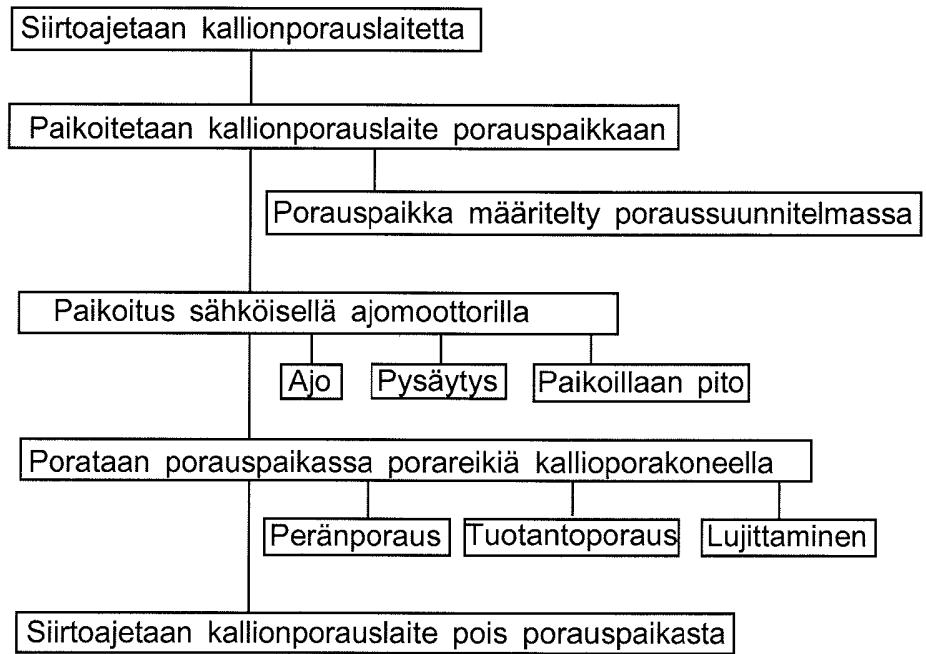 Siirtoajetaan kallionporauslaitetta
Paikoitetaan kallionporauslaite porauspaikkaan
Porauspaikka määritelty poraussuunnitelmassa
Paikoitus sähköisellä ajomoottorilla
Ajo
Pysäytys
Paikoillaan pito
Porataan porauspaikassa porareikiä kallioporakoneella
Peränporaus
Tuotantoporaus
Lujittaminen
Siirtoajetaan kallionporauslaite pois porauspaikasta